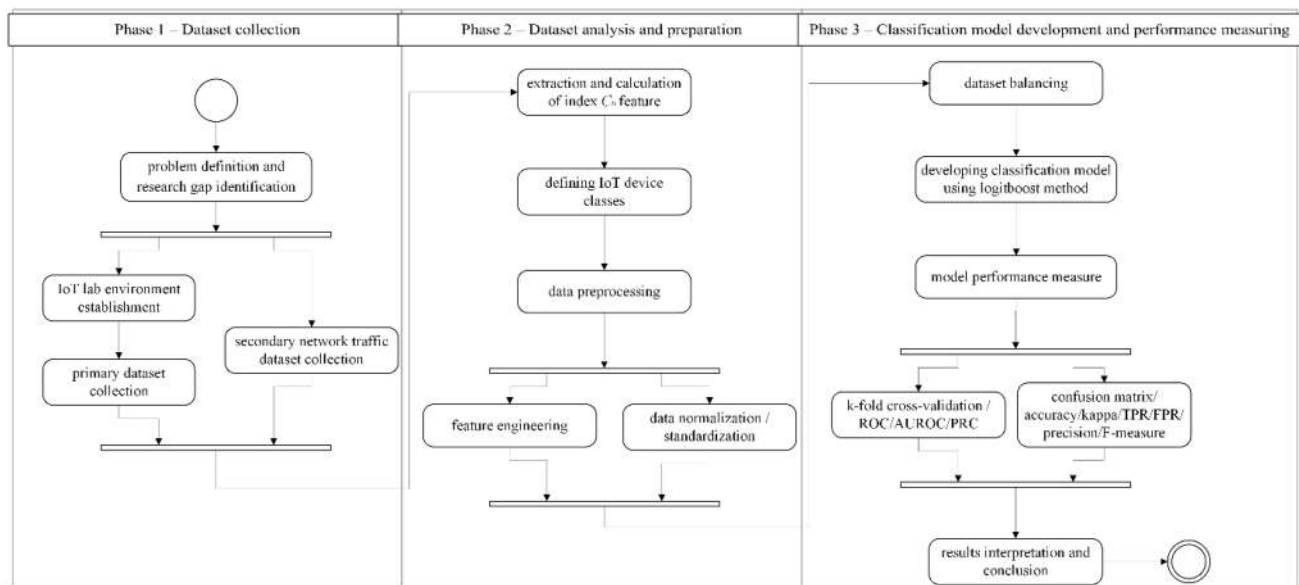 Phase 1 – Dataset collection
problem definition and
research gap identification
IoT lab environment
establishment
primary dataset
collection
secondary network traffic
dataset collection
Phase 2 – Dataset analysis and preparation
extraction and calculation
of index Cᵤ feature
defining IoT device
classes
data preprocessing
feature engineering
data normalization /
standardization
Phase 3 – Classification model development and performance measuring
dataset balancing
developing classification model
using logitboost method
model performance measure
k-fold cross-validation /
ROC/AUROC/PRC
confusion matrix/
accuracy/kappa/TPR/FPR/
precision/F-measure
results interpretation and
conclusion